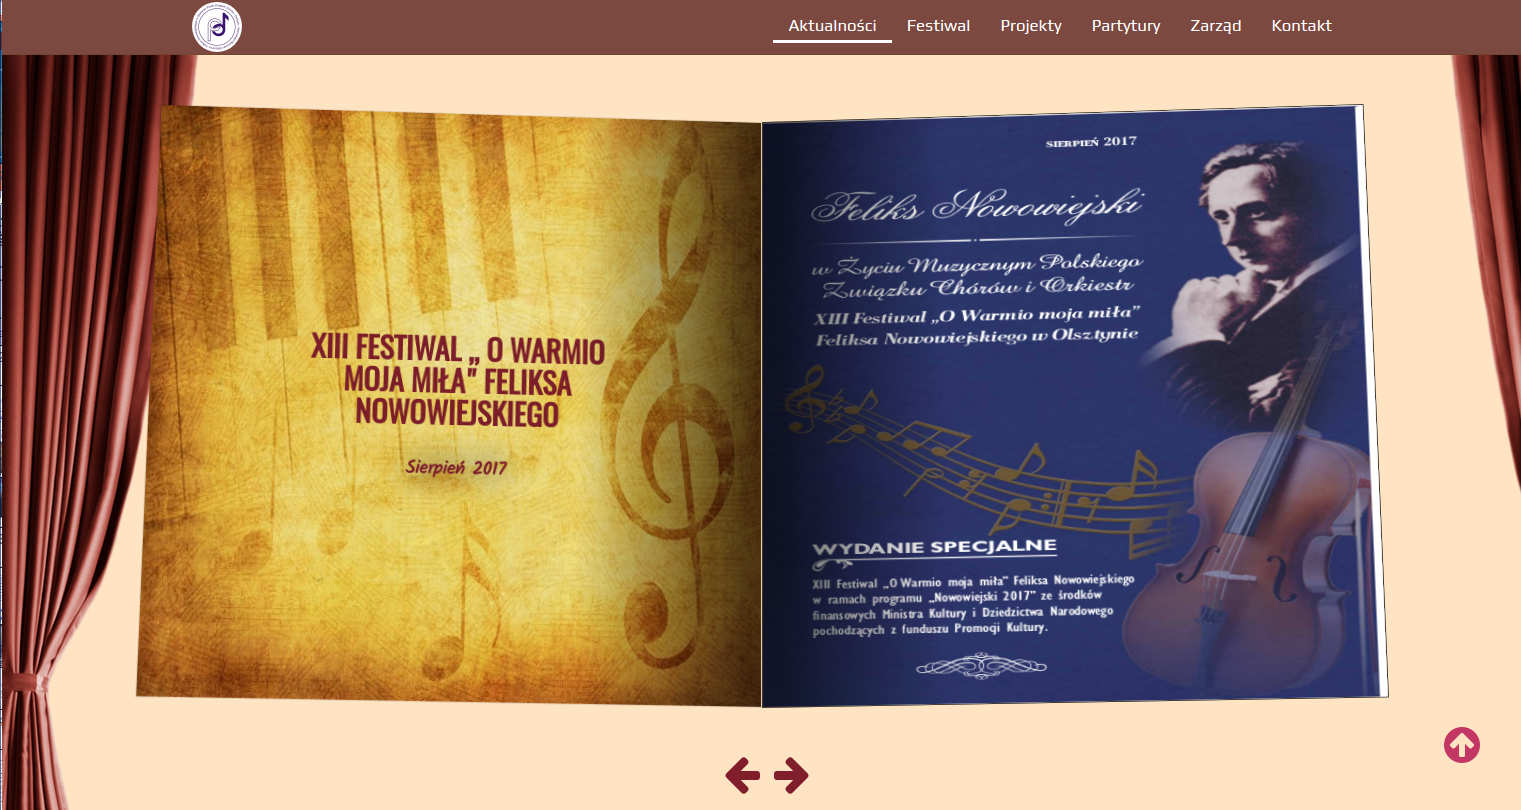 Aktualności Festiwal Projekty Partytury Zarząd Kontakt
XIII FESTIWAL „ O WARMIO
MOJA MIŁA" FELIKSA
NOWOWIEJSKIEGO
Sierpień 2017
SIERPIEŃ 2017
Feliks Nowowiejski
w Życiu Muzycznym Polskiego
Związku Chórów i Orkiestr
XIII Festiwal „O Warmio moja miła”
Feliksa Nowowiejskiego w Olsztynie
WYDANIE SPECJALNE
XIII Festiwal „O Warmio moja miła” Feliksa Nowowiejskiego
w ramach programu „Nowowiejski 2017” ze środków
finansowych Ministra Kultury i Dziedzictwa Narodowego
pochodzących z funduszu Promocji Kultury.